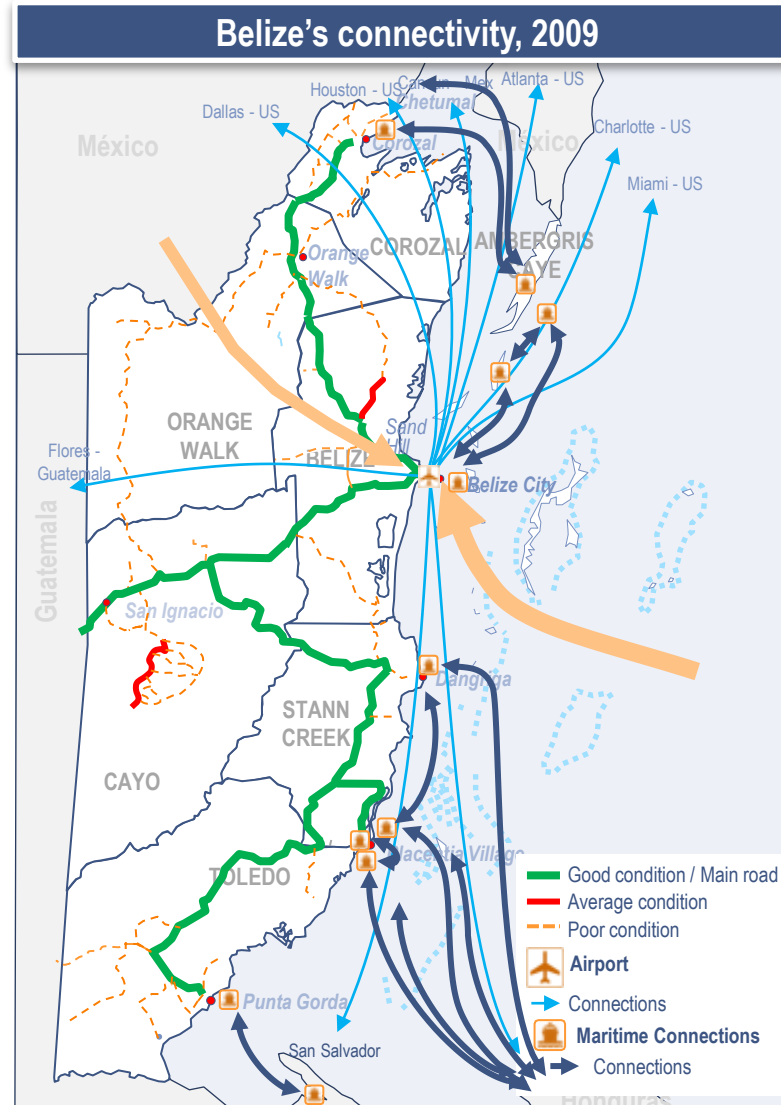 Belize's connectivity, 2009
Houston - US
Cancun - Mex
Atlanta - US
Dallas - US
Chetumal
Charlotte - US
México
Corozal
México
Miami - US
Orange
Walk
COROZAL
AMBERGRIS
CAYE
ORANGE
WALK
Sand
Hill
BELIZE
Flores -
Guatemala
Belize City
Guatemala
San Ignacio
Dangriga
STANN
CREEK
CAYO
Placentia Village
TOLEDO
Good condition / Main road
Average condition
Poor condition
Airport
Connections
Maritime Connections
Connections
Punta Gorda
San Salvador
Honduras